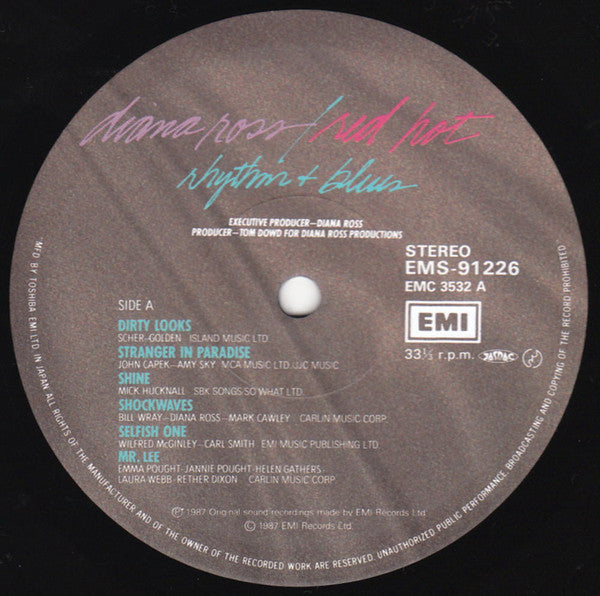 diana ross / red hot
rhythm + blues
EXECUTIVE PRODUCER—DIANA ROSS
PRODUCER—TOM DOWD FOR DIANA ROSS PRODUCTIONS
STEREO
EMS-91226
EMC 3532 A
EMI
33⅓ r.p.m.
JASRAC
SIDE A
DIRTY LOOKS
SCHER-GOLDEN ISLAND MUSIC LTD.
STRANGER IN PARADISE
JOHN CAPEK—AMY SKY MCA MUSIC LTD./JJC MUSIC
SHINE
MICK HUCKNALL SBK SONGS/SO WHAT LTD.
SHOCKWAVES
BILL WRAY—DIANA ROSS—MARK CAWLEY CARLIN MUSIC CORP.
SELFISH ONE
WILFRED McGINLEY—CARL SMITH EMI MUSIC PUBLISHING LTD
MR. LEE
EMMA POUGHT-JANNIE POUGHT-HELEN GATHERS-
LAURA WEBB-RETHER DIXON CARLIN MUSIC CORP.
Ⓟ 1987 Original sound recordings made by EMI Records Ltd.
© 1987 EMI Records Ltd.
MFD BY TOSHIBA EMI LTD. IN JAPAN ALL RIGHTS OF THE MANUFACTURER AND OF THE OWNER OF THE RECORDED WORK ARE RESERVED. UNAUTHORIZED PUBLIC PERFORMANCE, BROADCASTING AND COPYING OF THE RECORD PROHIBITED